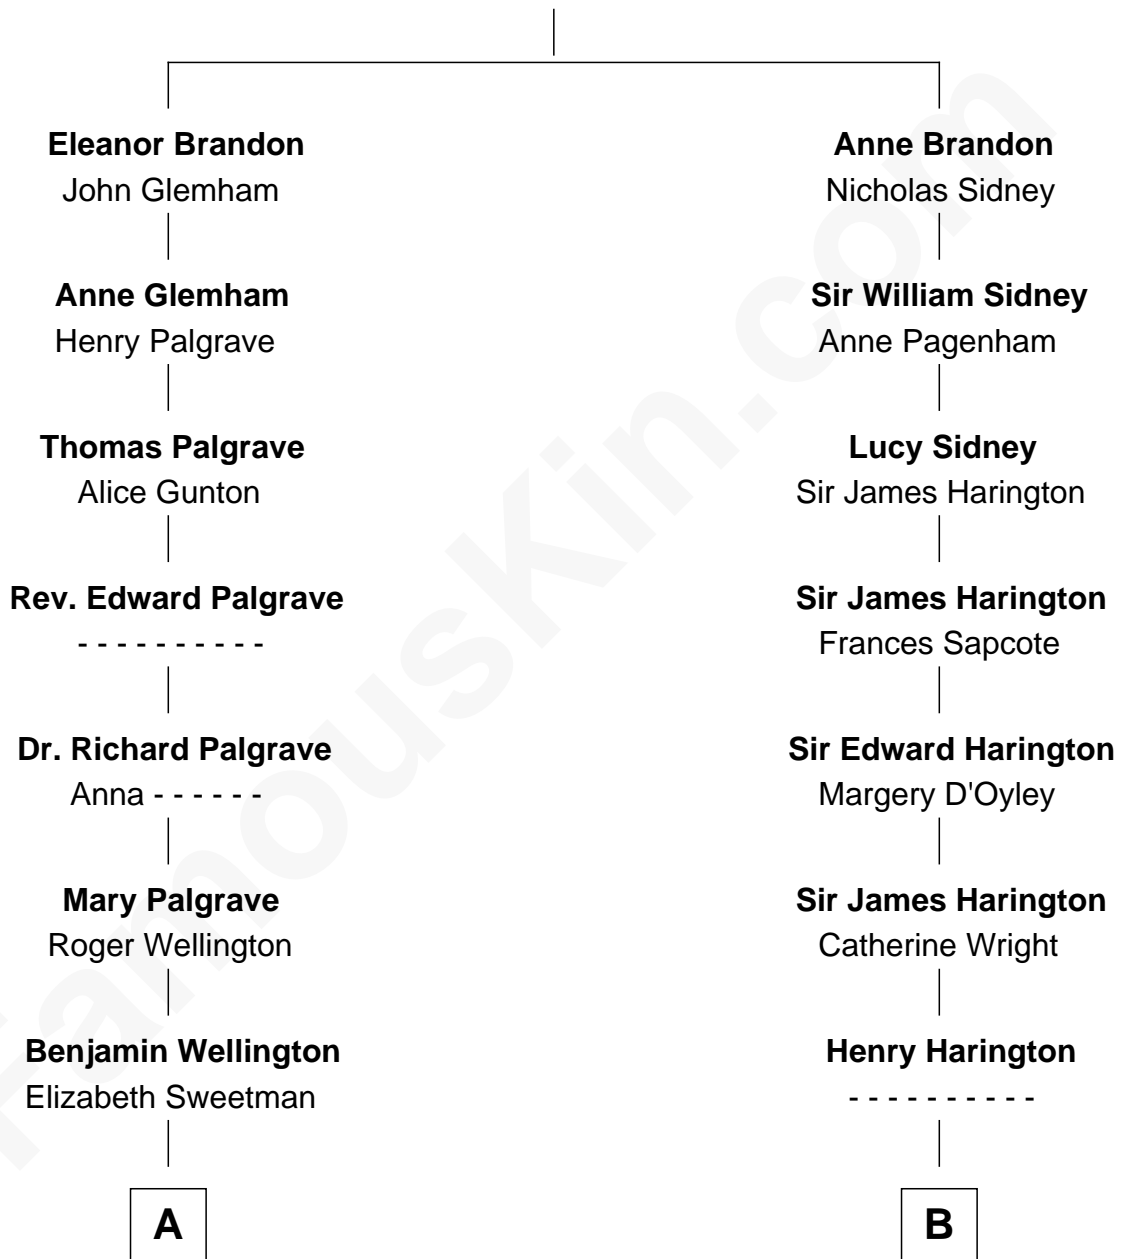 Eleanor Brandon
John Glemham
Anne Glemham
Henry Palgrave
Thomas Palgrave
Alice Gunton
Rev. Edward Palgrave
- - - - - - - - - -
Dr. Richard Palgrave
Anna - - - - - -
Mary Palgrave
Roger Wellington
Benjamin Wellington
Elizabeth Sweetman
A
Anne Brandon
Nicholas Sidney
Sir William Sidney
Anne Pagenham
Lucy Sidney
Sir James Harington
Sir James Harington
Frances Sapcote
Sir Edward Harington
Margery D'Oyley
Sir James Harington
Catherine Wright
Henry Harington
- - - - - - - - - -
B
FamousKin.com